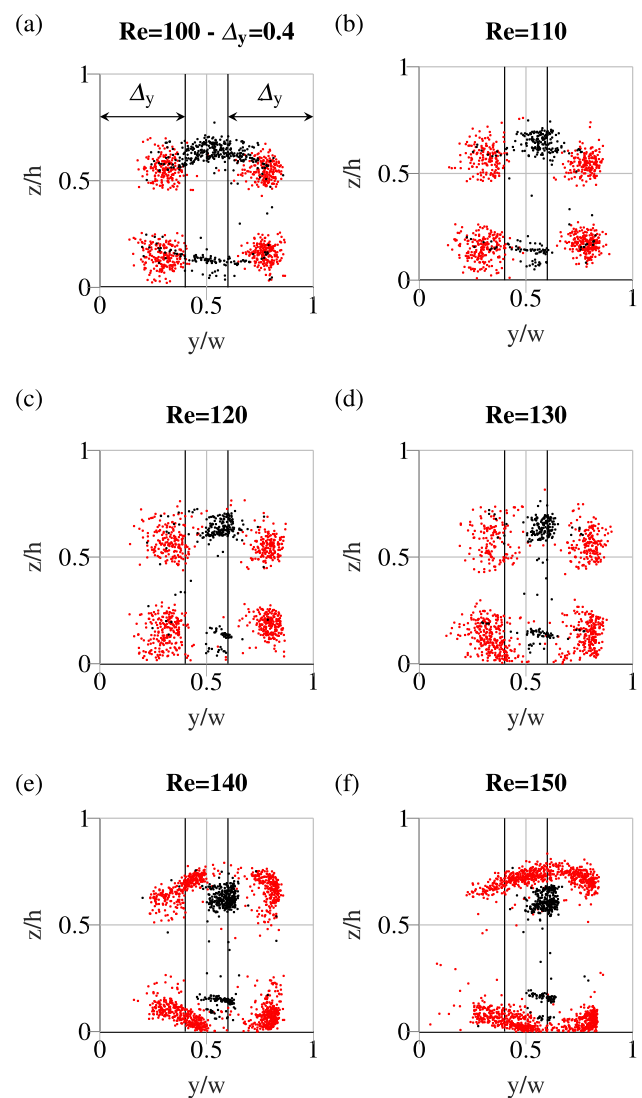 (a) Re=100 - Δy=0.4
Δy Δy
1
0.5
0
z/h
0 0.5 1
y/w
(b) Re=110
1
0.5
0
z/h
0 0.5 1
y/w
(c) Re=120
1
0.5
0
z/h
0 0.5 1
y/w
(d) Re=130
1
0.5
0
z/h
0 0.5 1
y/w
(e) Re=140
1
0.5
0
z/h
0 0.5 1
y/w
(f) Re=150
1
0.5
0
z/h
0 0.5 1
y/w